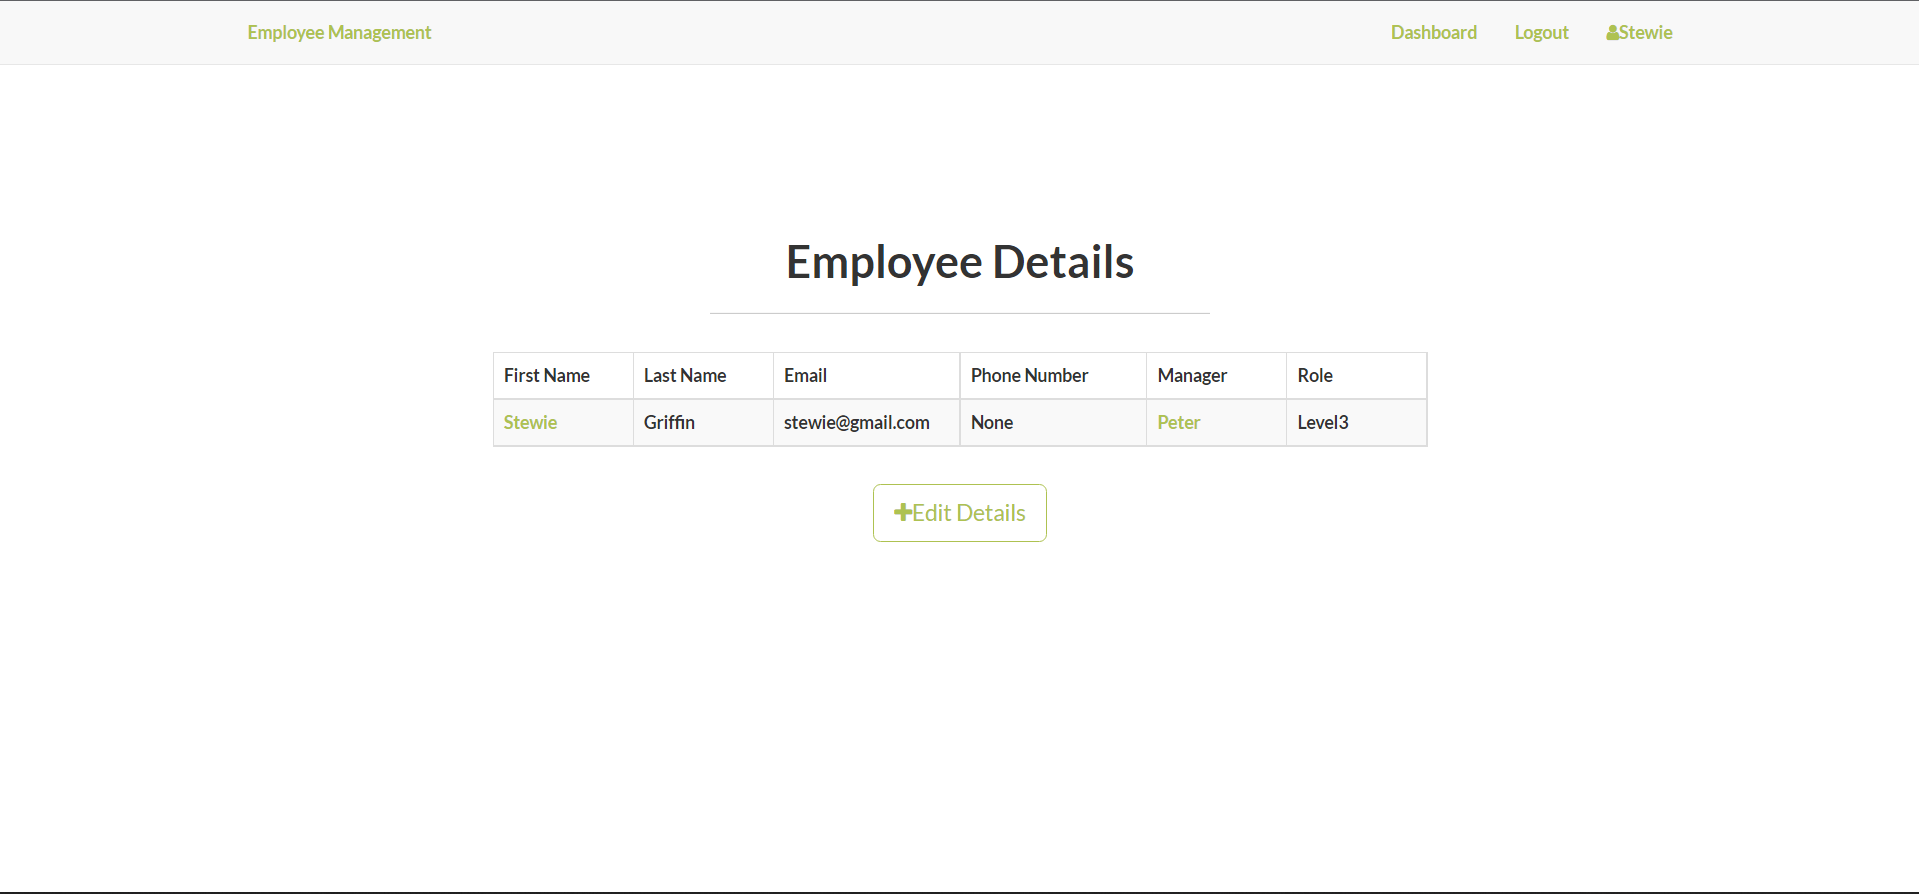 Employee Management Dashboard Logout Stewie
Employee Details
First Name Last Name Email Phone Number Manager Role
Stewie Griffin stewie@gmail.com None Peter Level3
Edit Details